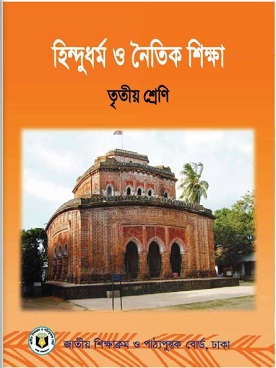 হিন্দুধর্ম ও নৈতিক শিক্ষা
তৃতীয় শ্রেণি
জাতীয় শিক্ষাক্রম ও পাঠ্যপুস্তক বোর্ড, ঢাকা